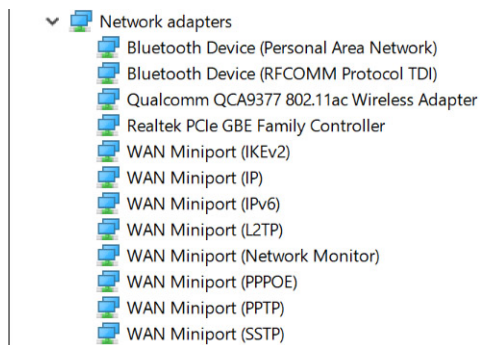 Network adapters
Bluetooth Device (Personal Area Network)
Bluetooth Device (RFCOMM Protocol TDI)
Qualcomm QCA9377 802.11ac Wireless Adapter
Realtek PCIe GBE Family Controller
WAN Miniport (IKEv2)
WAN Miniport (IP)
WAN Miniport (IPv6)
WAN Miniport (L2TP)
WAN Miniport (Network Monitor)
WAN Miniport (PPPOE)
WAN Miniport (PPTP)
WAN Miniport (SSTP)